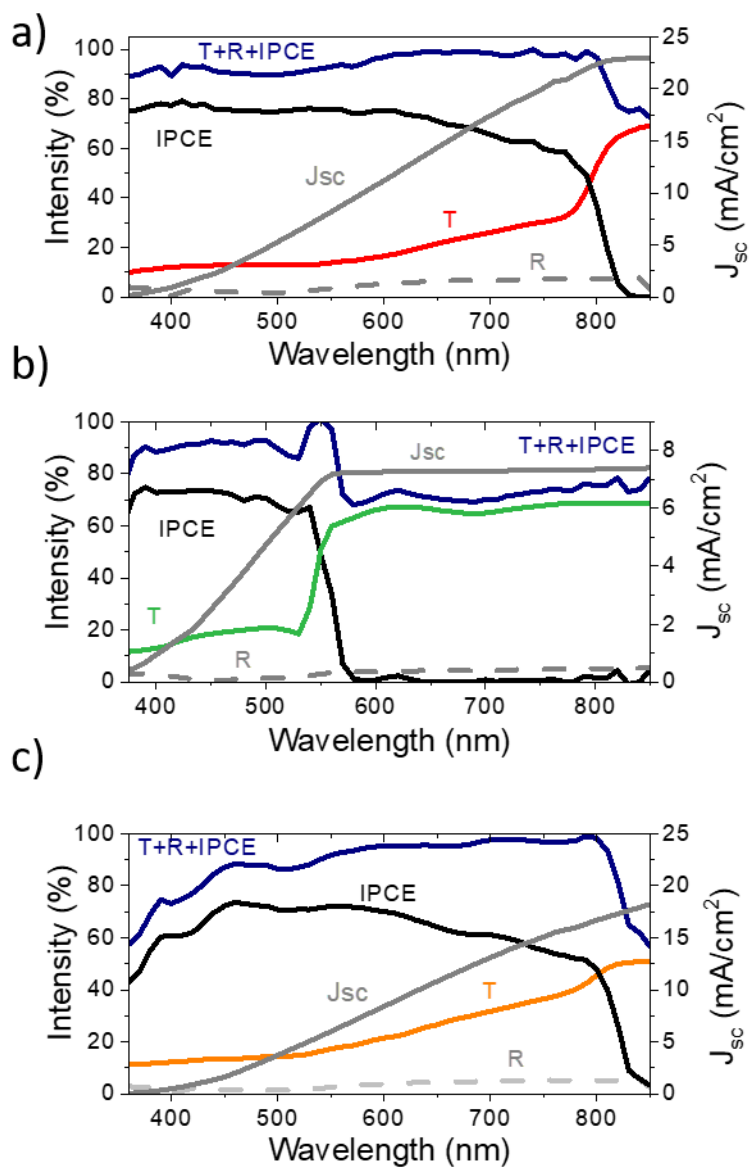 a)
T+R+IPCE
IPCE
Jsc
T
R
Intensity (%)
0
20
40
60
80
100
J_sc (mA/cm²)
0
5
10
15
20
25
400 500 600 700 800
Wavelength (nm)
b)
T+R+IPCE
Jsc
IPCE
T
R
Intensity (%)
0
20
40
60
80
100
J_sc (mA/cm²)
0
2
4
6
8
400 500 600 700 800
Wavelength (nm)
c)
T+R+IPCE
IPCE
Jsc
T
R
Intensity (%)
0
20
40
60
80
100
J_sc (mA/cm²)
0
5
10
15
20
25
400 500 600 700 800
Wavelength (nm)